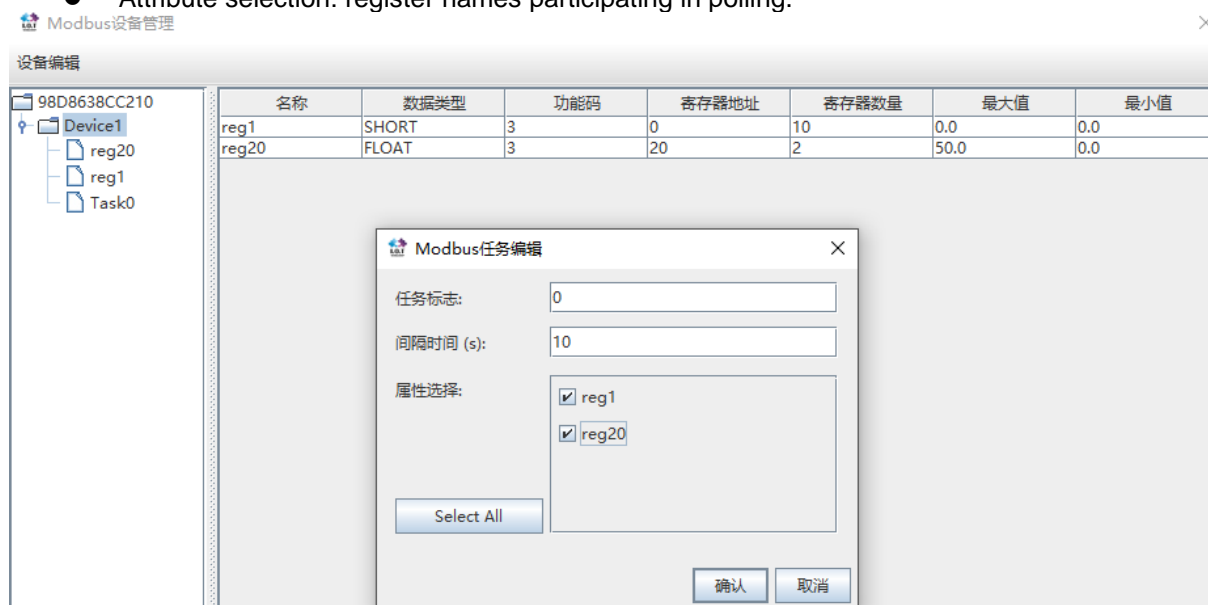 ● Attribute selection: register names participating in polling.
Modbus设备管理
设备编辑
98D8638CC210
Device1
reg20
reg1
Task0
名称 数据类型 功能码 寄存器地址 寄存器数量 最大值 最小值
reg1 SHORT 3 0 10 0.0 0.0
reg20 FLOAT 3 20 2 50.0 0.0
Modbus任务编辑
任务标志: 0
间隔时间 (s): 10
属性选择:
reg1
reg20
Select All
确认 取消